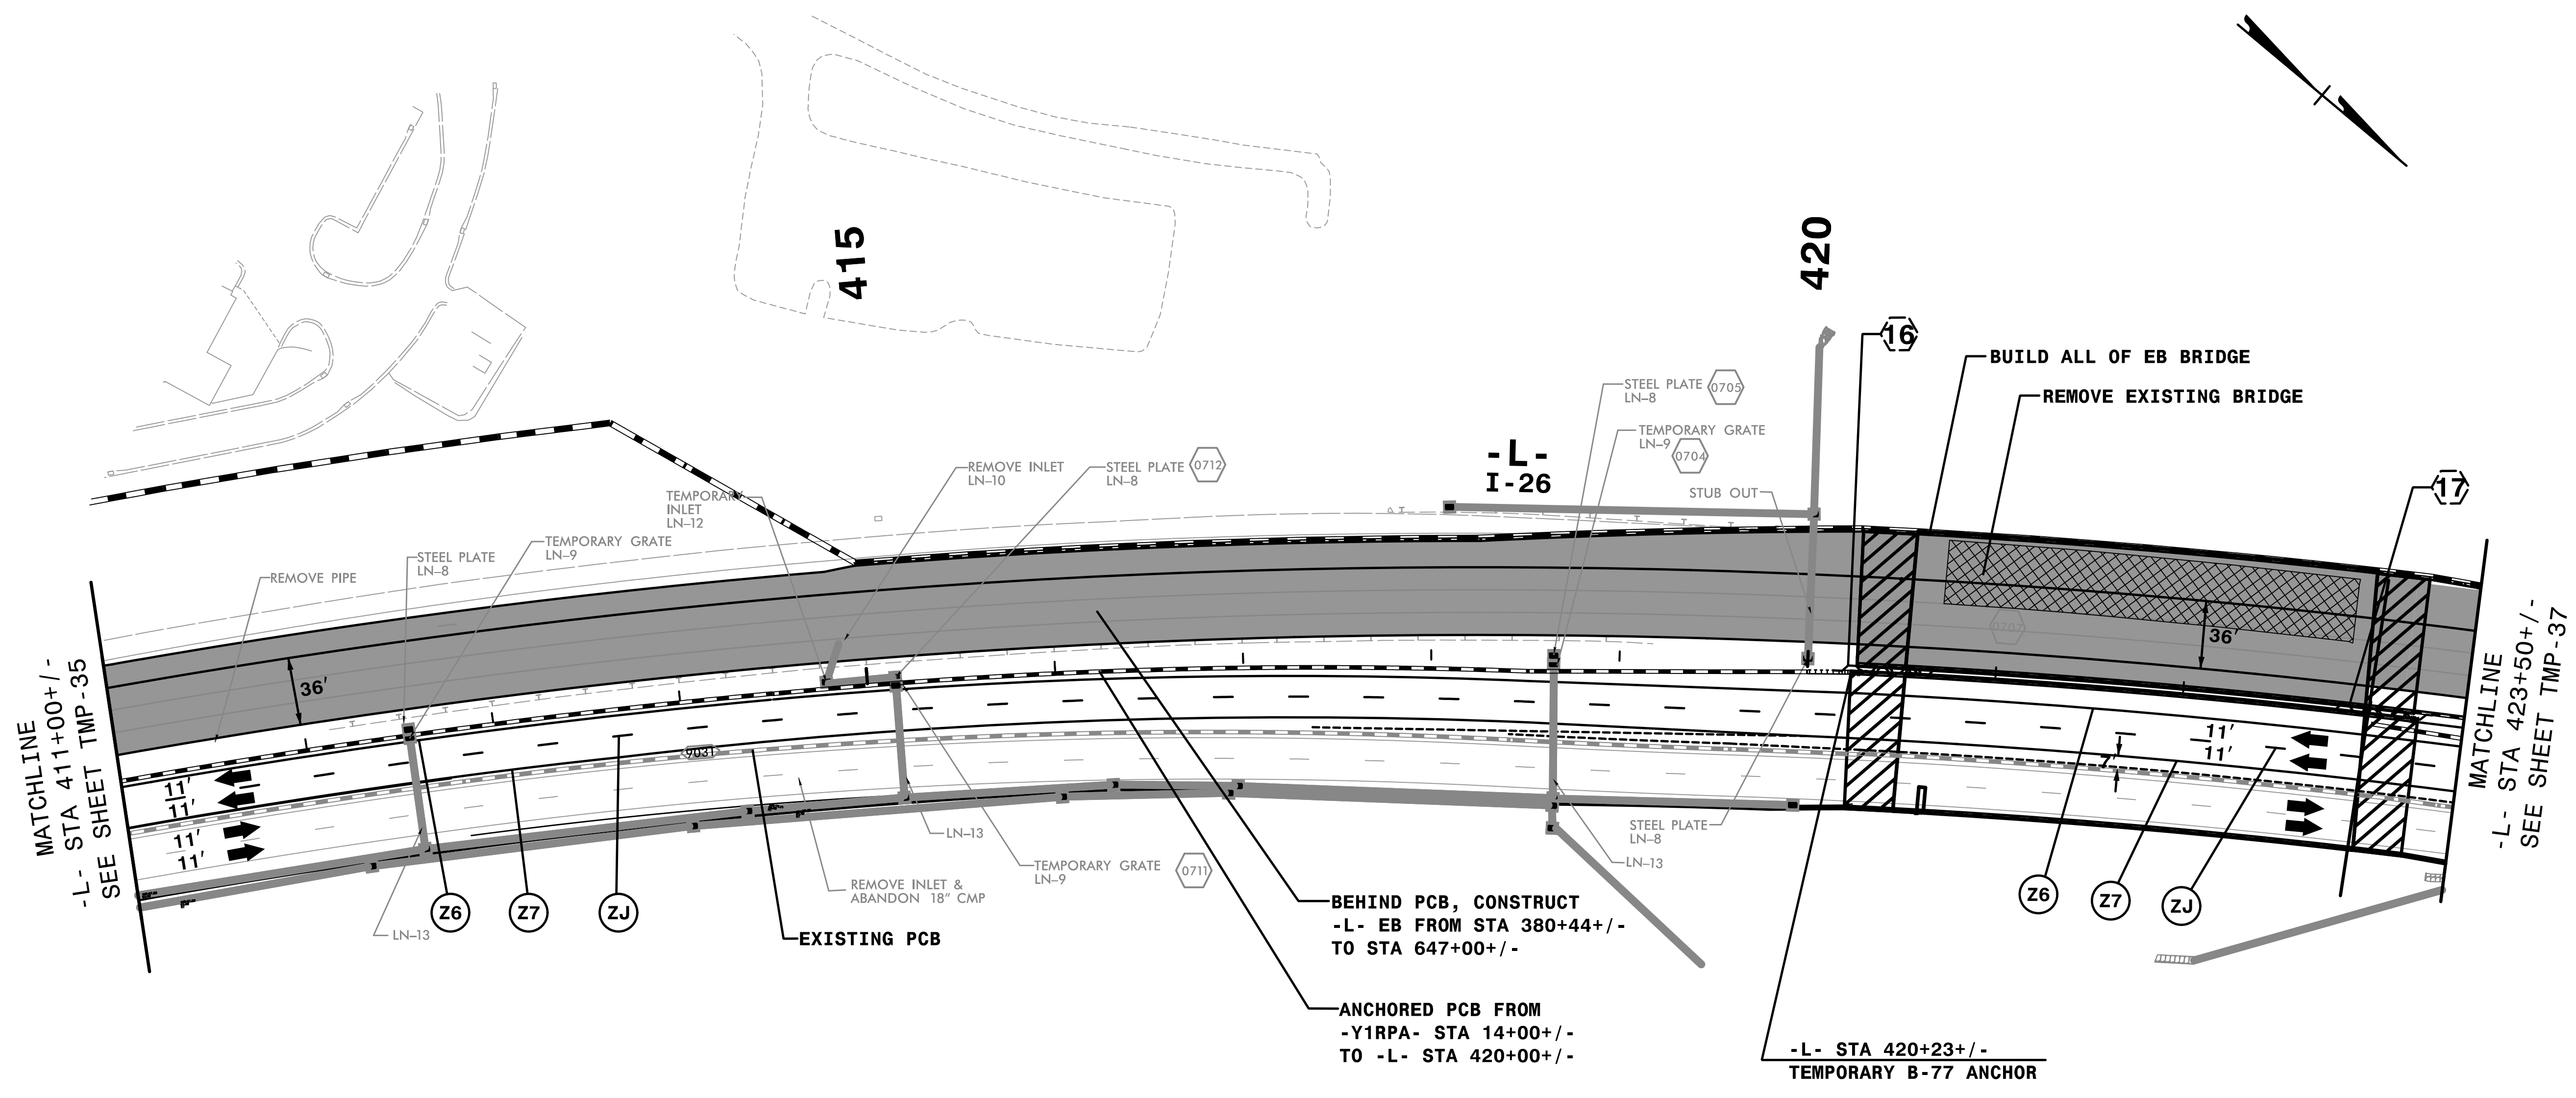 415
420
16
BUILD ALL OF EB BRIDGE
REMOVE EXISTING BRIDGE
STEEL PLATE
LN-8
0705
TEMPORARY GRATE
LN-9
0704
-L-
I-26
STUB OUT
17
REMOVE INLET
LN-10
STEEL PLATE
LN-8
0712
TEMPORARY
INLET
LN-12
TEMPORARY GRATE
LN-9
STEEL PLATE
LN-8
REMOVE PIPE
36'
36'
0707
MATCHLINE
-L- STA 411+00+/-
SEE SHEET TMP-35
MATCHLINE
-L- STA 423+50+/-
SEE SHEET TMP-37
11'
11'
11'
11'
9031
11'
11'
7'
LN-13
STEEL PLATE
LN-8
LN-13
TEMPORARY GRATE
LN-9
0711
REMOVE INLET &
ABANDON 18" CMP
LN-13
Z6
Z7
ZJ
EXISTING PCB
BEHIND PCB, CONSTRUCT
-L- EB FROM STA 380+44+/-
TO STA 647+00+/-
ANCHORED PCB FROM
-Y1RPA- STA 14+00+/-
TO -L- STA 420+00+/-
Z6
Z7
ZJ
-L- STA 420+23+/-
TEMPORARY B-77 ANCHOR